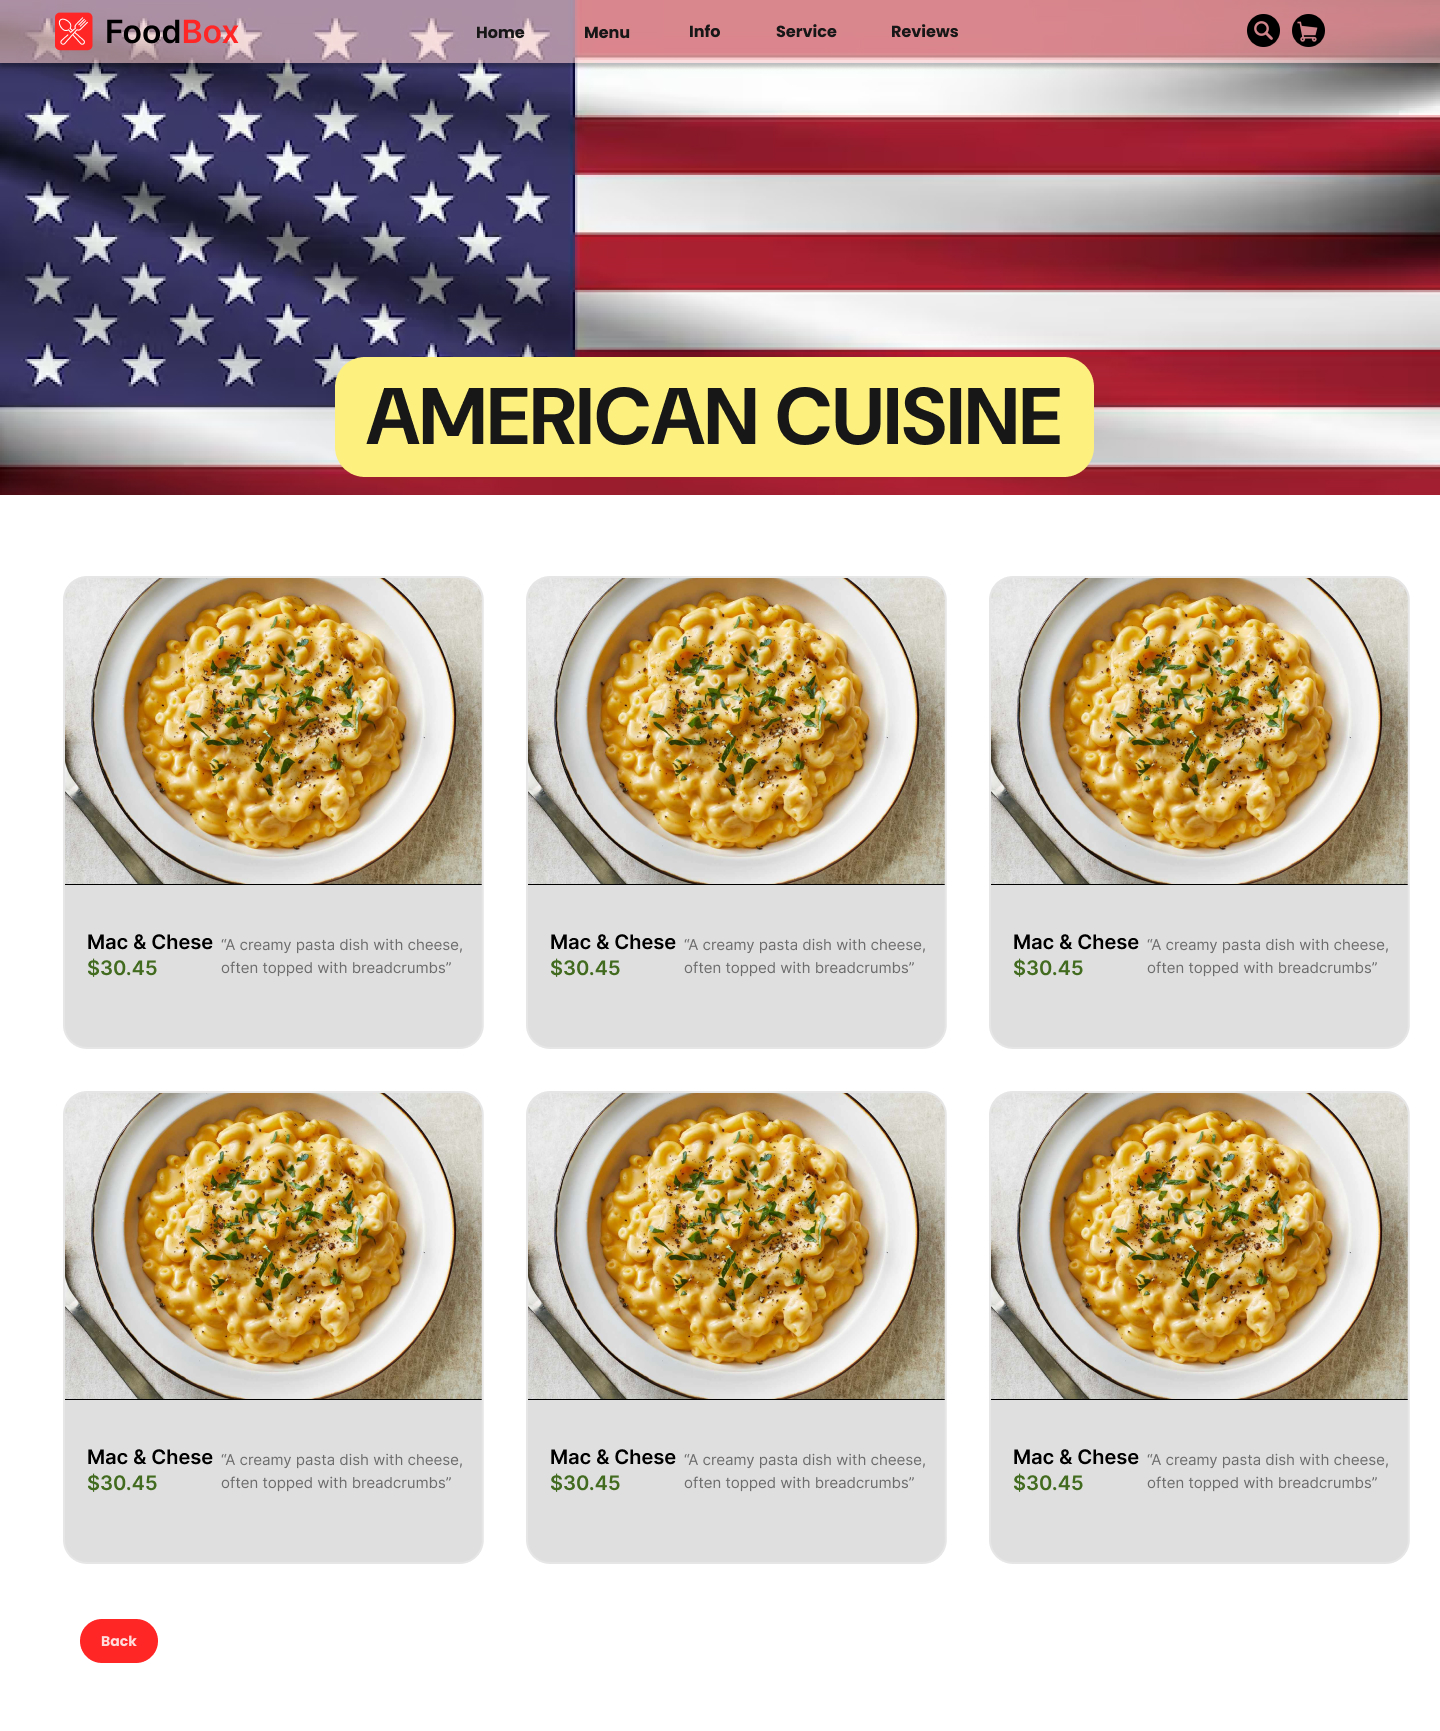 FoodBox Home Menu Info Service Reviews
AMERICAN CUISINE
Mac & Chese
$30.45
“A creamy pasta dish with cheese,
often topped with breadcrumbs”
Mac & Chese
$30.45
“A creamy pasta dish with cheese,
often topped with breadcrumbs”
Mac & Chese
$30.45
“A creamy pasta dish with cheese,
often topped with breadcrumbs”
Mac & Chese
$30.45
“A creamy pasta dish with cheese,
often topped with breadcrumbs”
Mac & Chese
$30.45
“A creamy pasta dish with cheese,
often topped with breadcrumbs”
Mac & Chese
$30.45
“A creamy pasta dish with cheese,
often topped with breadcrumbs”
Back